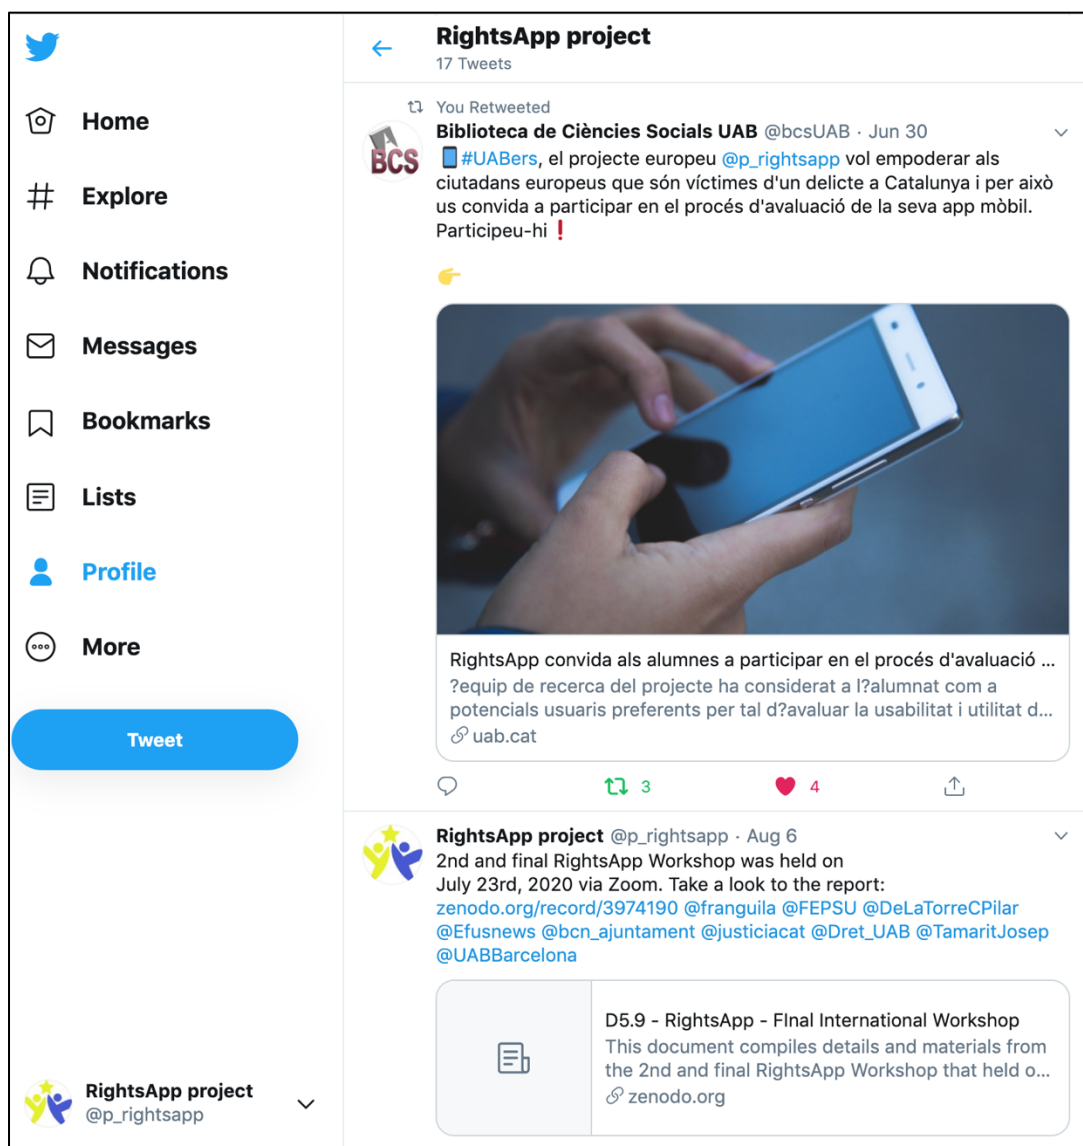 Home
Explore
Notifications
Messages
Bookmarks
Lists
Profile
More
Tweet
RightsApp project
@p_rightsapp
RightsApp project
17 Tweets
You Retweeted
BCS
Biblioteca de Ciències Socials UAB @bcsUAB · Jun 30
#UABers, el projecte europeu @p_rightsapp vol empoderar als
ciutadans europeus que són víctimes d'un delicte a Catalunya i per això
us convida a participar en el procés d'avaluació de la seva app mòbil.
Participeu-hi ❗
👉
RightsApp convida als alumnes a participar en el procés d'avaluació ...
?equip de recerca del projecte ha considerat a l?alumnat com a
potencials usuaris preferents per tal d?avaluar la usabilitat i utilitat d...
uab.cat
3
4
RightsApp project @p_rightsapp · Aug 6
2nd and final RightsApp Workshop was held on
July 23rd, 2020 via Zoom. Take a look to the report:
zenodo.org/record/3974190 @franguila @FEPSU @DeLaTorreCPilar
@Efusnews @bcn_ajuntament @justiciacat @Dret_UAB @TamaritJosep
@UABBarcelona
D5.9 - RightsApp - FInal International Workshop
This document compiles details and materials from
the 2nd and final RightsApp Workshop that held o...
zenodo.org